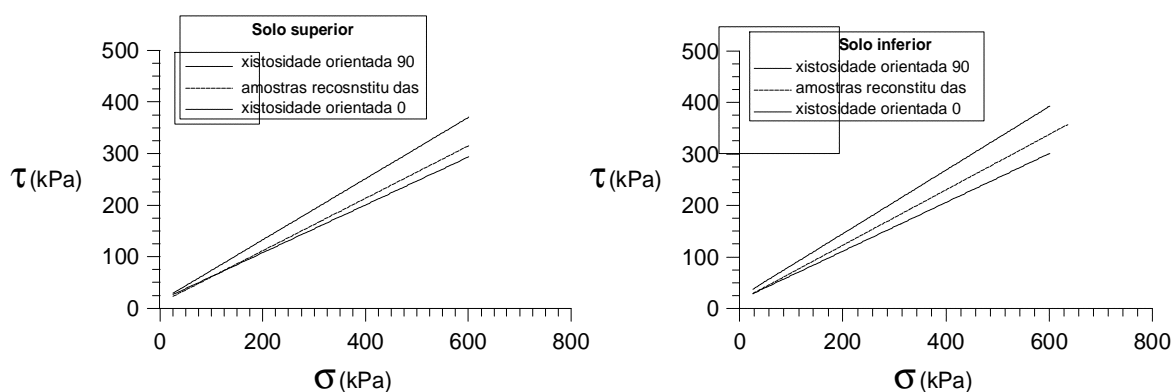 Solo superior
xistosidade orientada 90
amostras recosnstitu das
xistosidade orientada 0
500
400
300
200
100
0
τ (kPa)
0 200 400 600 800
σ (kPa)
Solo inferior
xistosidade orientada 90
amostras reconstitu das
xistosidade orientada 0
500
400
300
200
100
0
τ (kPa)
0 200 400 600 800
σ (kPa)